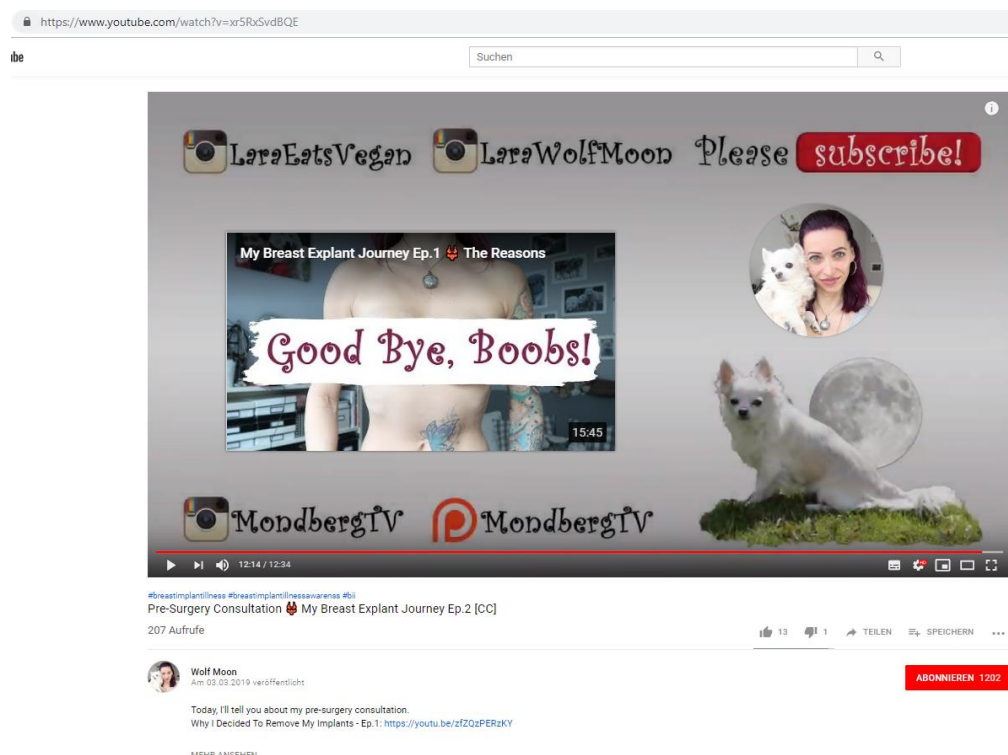 https://www.youtube.com/watch?v=xr5RxSvdBQE
ube
Suchen
LaraEatsVegan LaraWolfMoon Please subscribe!
My Breast Explant Journey Ep.1 👙 The Reasons
Good Bye, Boobs!
15:45
MondbergTV MondbergTV
12:14 / 12:34
#breastimplantillness #breastimplantillnessawarenss #bii
Pre-Surgery Consultation 👙 My Breast Explant Journey Ep.2 [CC]
207 Aufrufe
13 1 TEILEN SPEICHERN
Wolf Moon
Am 03.03.2019 veröffentlicht
ABONNIEREN 1202
Today, I'll tell you about my pre-surgery consultation.
Why I Decided To Remove My Implants - Ep.1: https://youtu.be/zfZQzPERzKY
MEHR ANSEHEN